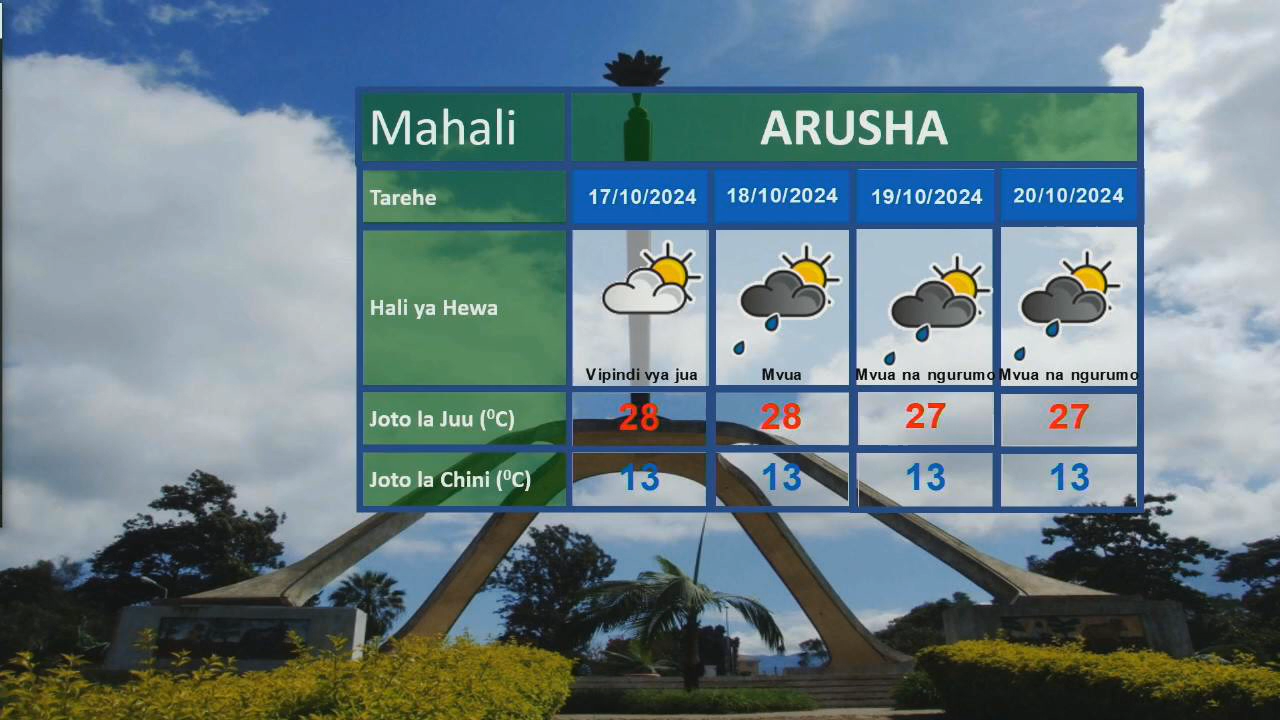 Mahali ARUSHA
Tarehe 17/10/2024 18/10/2024 19/10/2024 20/10/2024
Hali ya Hewa Vipindi vya jua Mvua Mvua na ngurumo Mvua na ngurumo
Joto la Juu (⁰C) 28 28 27 27
Joto la Chini (⁰C) 13 13 13 13